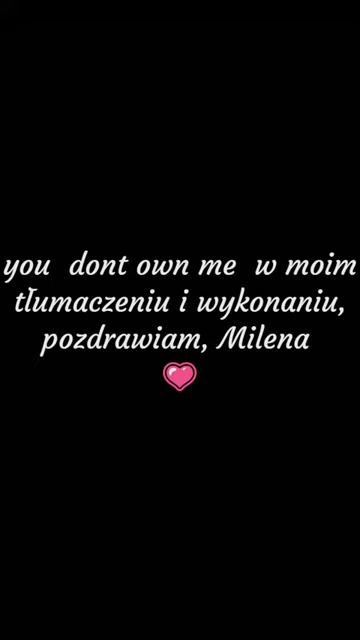 you  dont own me  w moim
tłumaczeniu i wykonaniu,
pozdrawiam, Milena
💗